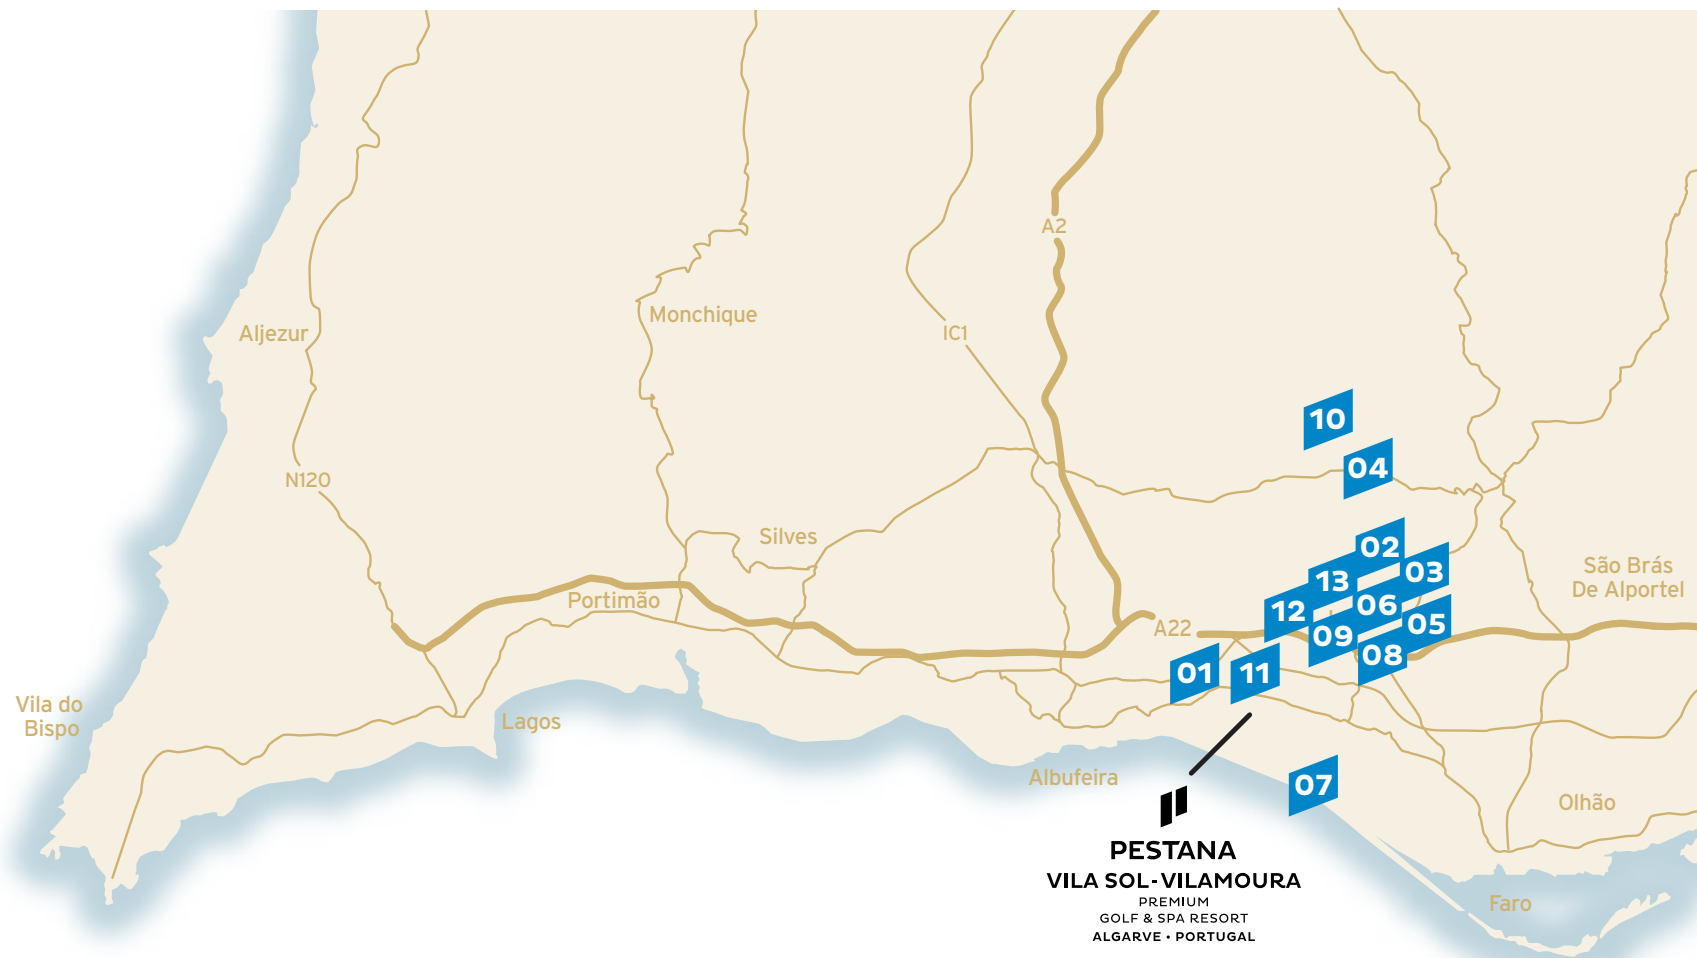 A2
Monchique
Aljezur
IC1
10
04
N120
Silves
02
São Brás
De Alportel
03
13
Portimão
12
06
05
A22
09
08
01
11
Vila do
Bispo
Lagos
Albufeira
07
Olhão
PESTANA
VILA SOL-VILAMOURA
PREMIUM
GOLF & SPA RESORT
ALGARVE • PORTUGAL
Faro